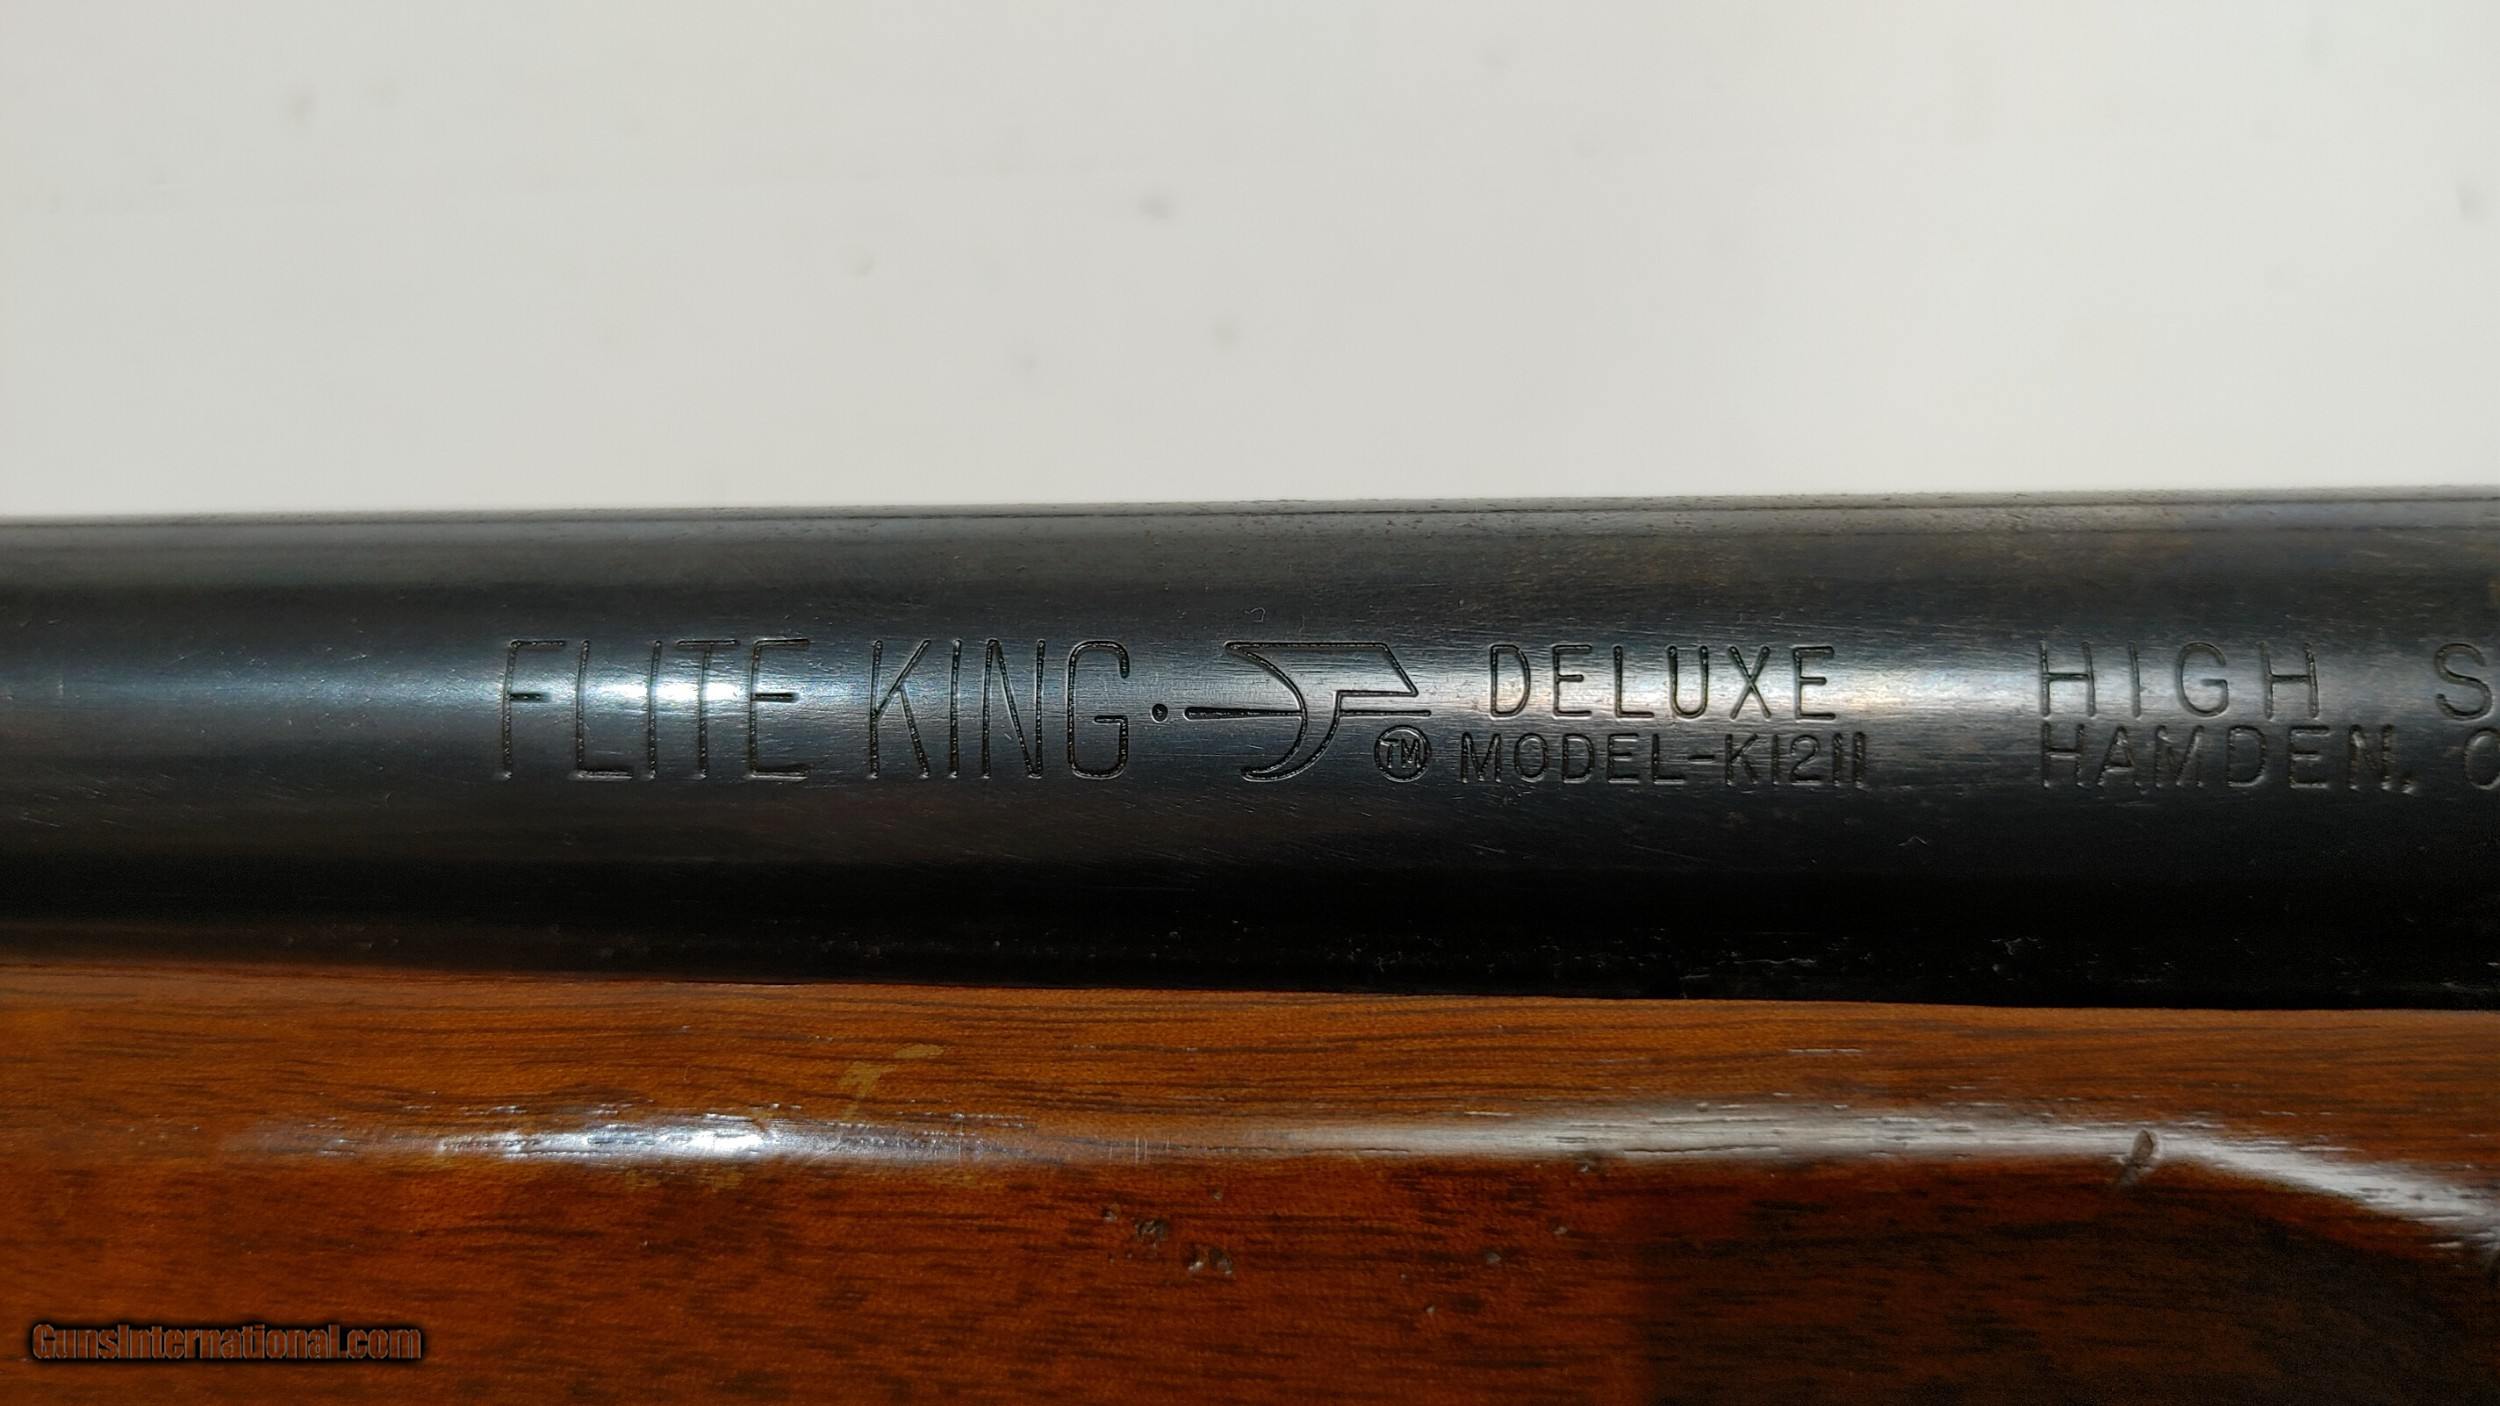 FLITE KING DELUXE HIGH S
TM MODEL-K1211 HAMDEN,
GunsInternational.com